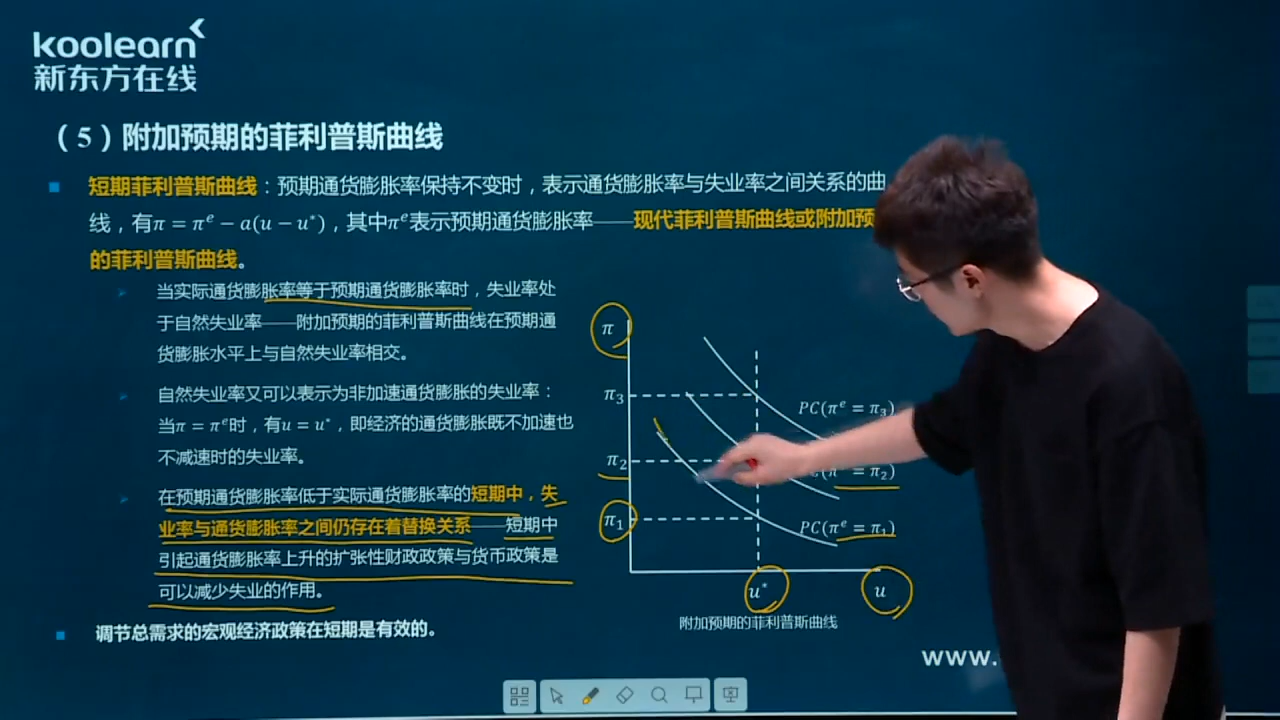 koolearn
新东方在线
（5）附加预期的菲利普斯曲线
短期菲利普斯曲线：预期通货膨胀率保持不变时，表示通货膨胀率与失业率之间关系的曲
线，有π = πᵉ − a(u − u*)，其中πᵉ表示预期通货膨胀率——现代菲利普斯曲线或附加预
的菲利普斯曲线。
当实际通货膨胀率等于预期通货膨胀率时，失业率处
于自然失业率——附加预期的菲利普斯曲线在预期通
货膨胀水平上与自然失业率相交。
自然失业率又可以表示为非加速通货膨胀的失业率：
当π = πᵉ时，有u = u*，即经济的通货膨胀既不加速也
不减速时的失业率。
在预期通货膨胀率低于实际通货膨胀率的短期中，失
业率与通货膨胀率之间仍存在着替换关系——短期中
引起通货膨胀率上升的扩张性财政政策与货币政策是
可以减少失业的作用。
调节总需求的宏观经济政策在短期是有效的。
π
π₃
PC(πᵉ = π₃)
π₂
= π₂)
π₁
PC(πᵉ = π₁)
u*
u
附加预期的菲利普斯曲线
www.